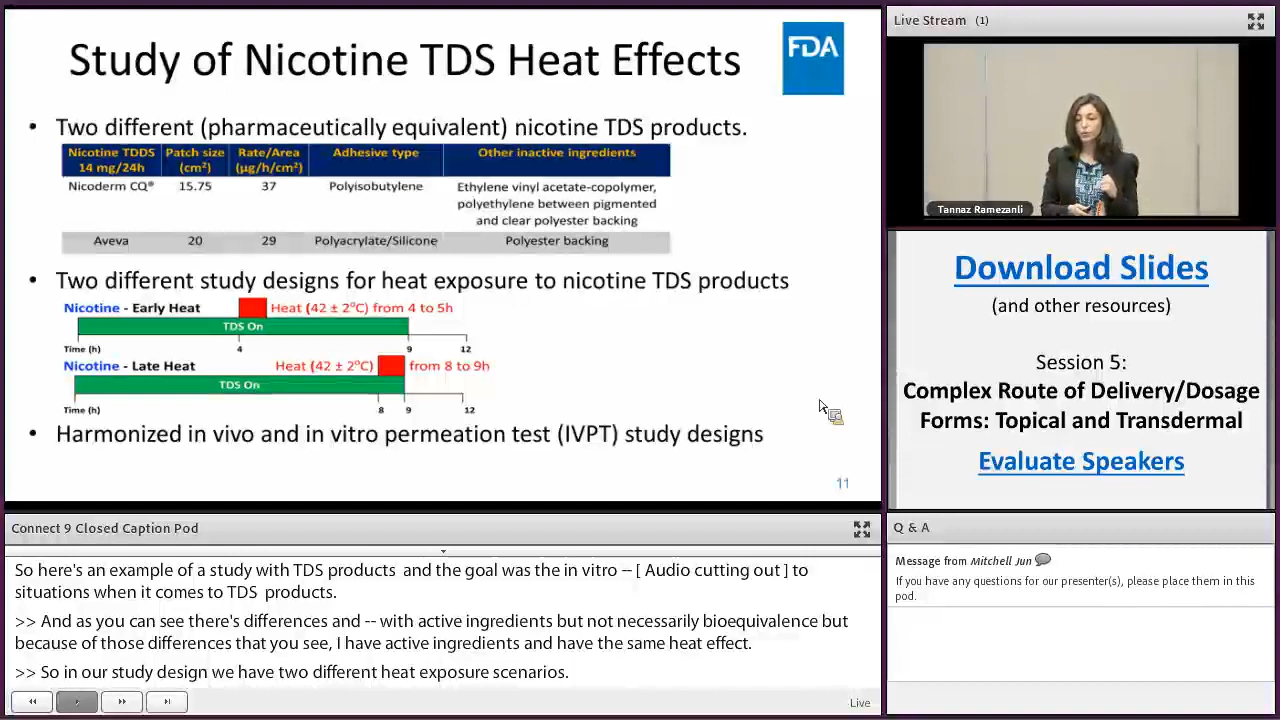 Study of Nicotine TDS Heat Effects
FDA
• Two different (pharmaceutically equivalent) nicotine TDS products.
Nicotine TDDS 14 mg/24h Patch size (cm²) Rate/Area (µg/h/cm²) Adhesive type Other inactive ingredients
Nicoderm CQ® 15.75 37 Polyisobutylene Ethylene vinyl acetate-copolymer, polyethylene between pigmented and clear polyester backing
Aveva 20 29 Polyacrylate/Silicone Polyester backing
• Two different study designs for heat exposure to nicotine TDS products
Nicotine - Early Heat Heat (42 ± 2°C) from 4 to 5h
TDS On
Time (h) 4 9 12
Nicotine - Late Heat Heat (42 ± 2°C) from 8 to 9h
TDS On
Time (h) 8 9 12
• Harmonized in vivo and in vitro permeation test (IVPT) study designs
11
Live Stream (1)
Tannaz Ramezanli
Download Slides
(and other resources)
Session 5:
Complex Route of Delivery/Dosage
Forms: Topical and Transdermal
Evaluate Speakers
Connect 9 Closed Caption Pod
So here's an example of a study with TDS products and the goal was the in vitro -- [ Audio cutting out ] to
situations when it comes to TDS products.
>> And as you can see there's differences and -- with active ingredients but not necessarily bioequivalence but
because of those differences that you see, I have active ingredients and have the same heat effect.
>> So in our study design we have two different heat exposure scenarios.
Live
Q & A
Message from Mitchell Jun
If you have any questions for our presenter(s), please place them in this
pod.